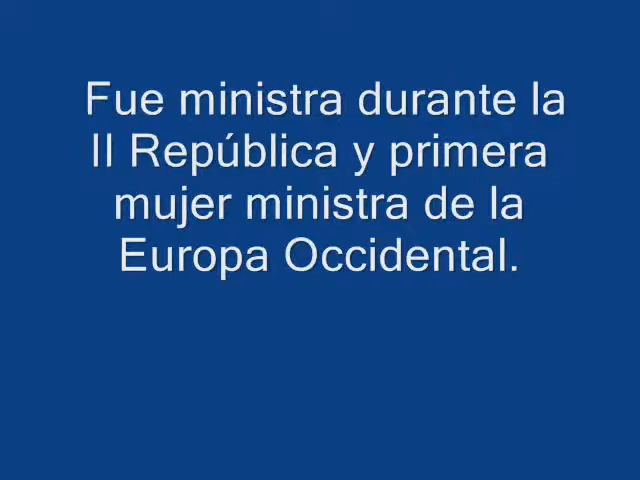 Fue ministra durante la
II República y primera
mujer ministra de la
Europa Occidental.